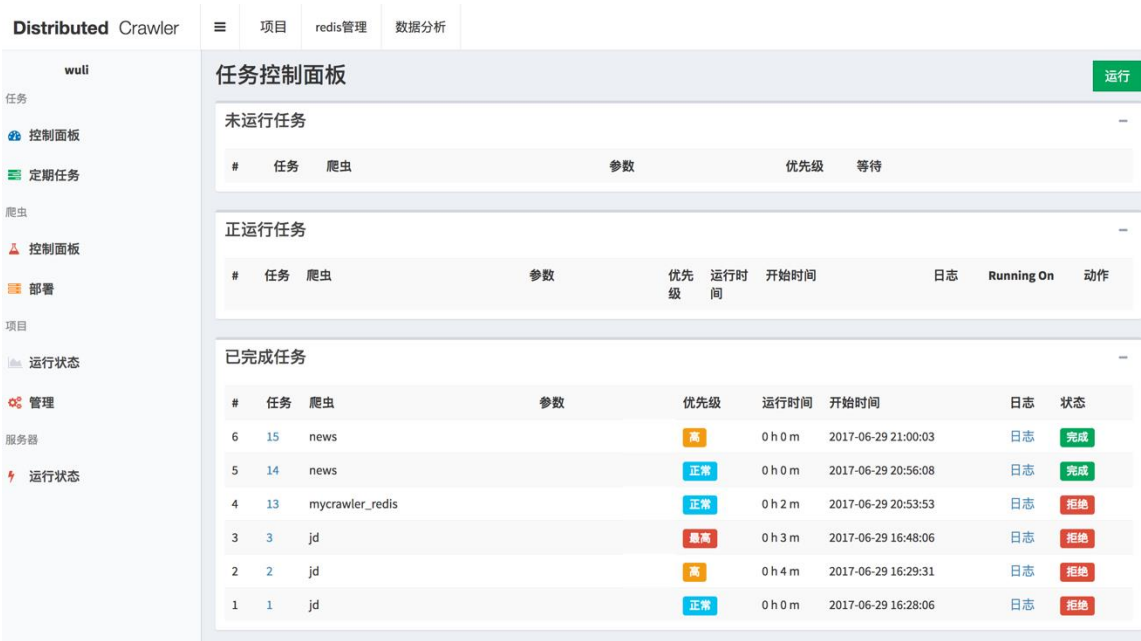 Distributed Crawler
项目 redis管理 数据分析
wuli
任务
控制面板
定期任务
爬虫
控制面板
部署
项目
运行状态
管理
服务器
运行状态
任务控制面板 运行
未运行任务
# 任务 爬虫 参数 优先级 等待
正运行任务
# 任务 爬虫 参数 优先级 运行时间 开始时间 日志 Running On 动作
已完成任务
# 任务 爬虫 参数 优先级 运行时间 开始时间 日志 状态
6 15 news 高 0 h 0 m 2017-06-29 21:00:03 日志 完成
5 14 news 正常 0 h 0 m 2017-06-29 20:56:08 日志 完成
4 13 mycrawler_redis 正常 0 h 2 m 2017-06-29 20:53:53 日志 拒绝
3 3 jd 最高 0 h 3 m 2017-06-29 16:48:06 日志 拒绝
2 2 jd 高 0 h 4 m 2017-06-29 16:29:31 日志 拒绝
1 1 jd 正常 0 h 0 m 2017-06-29 16:28:06 日志 拒绝